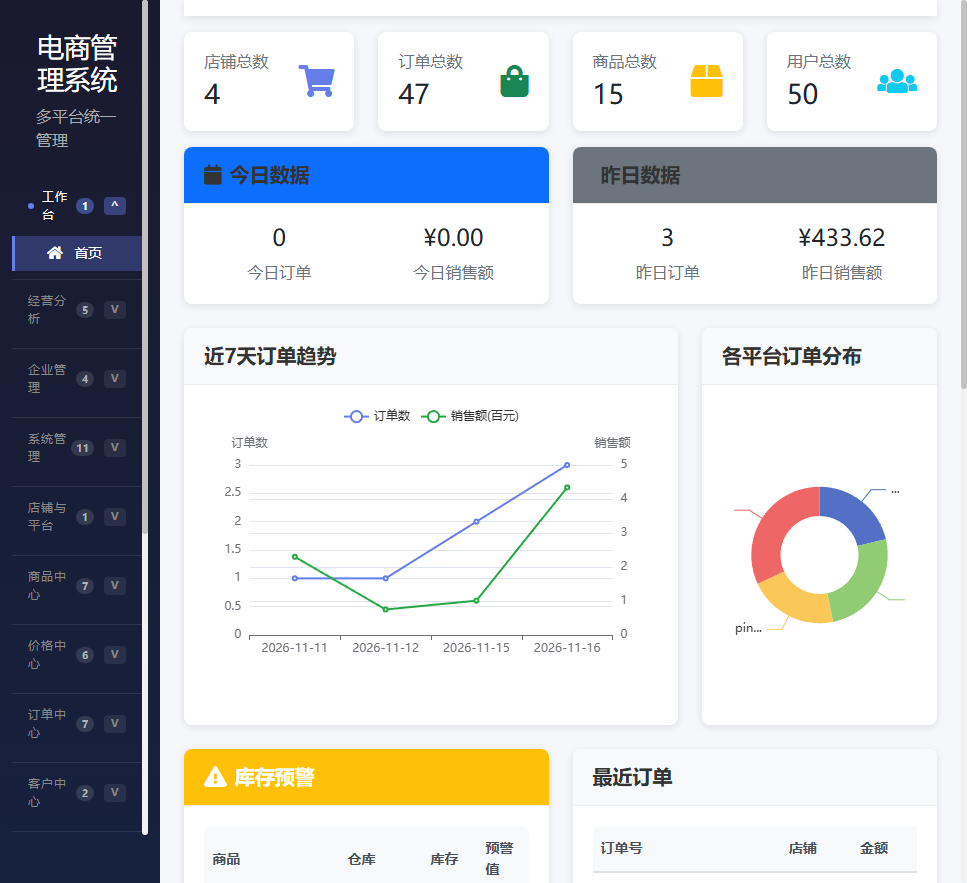 电商管
理系统
多平台统一
管理
工作
台
1
^
首页
经营分
析
5
V
企业管
理
4
V
系统管
理
11
V
店铺与
平台
1
V
商品中
心
7
V
价格中
心
6
V
订单中
心
7
V
客户中
心
2
V
店铺总数
4
订单总数
47
商品总数
15
用户总数
50
今日数据
0
今日订单
¥0.00
今日销售额
昨日数据
3
昨日订单
¥433.62
昨日销售额
近7天订单趋势
订单数 销售额(百元)
订单数 销售额
3 5
2.5 4
2 3
1.5 2
1 1
0.5 0
0
2026-11-11 2026-11-12 2026-11-15 2026-11-16
各平台订单分布
...
pin...
库存预警
商品 仓库 库存 预警
值
最近订单
订单号 店铺 金额